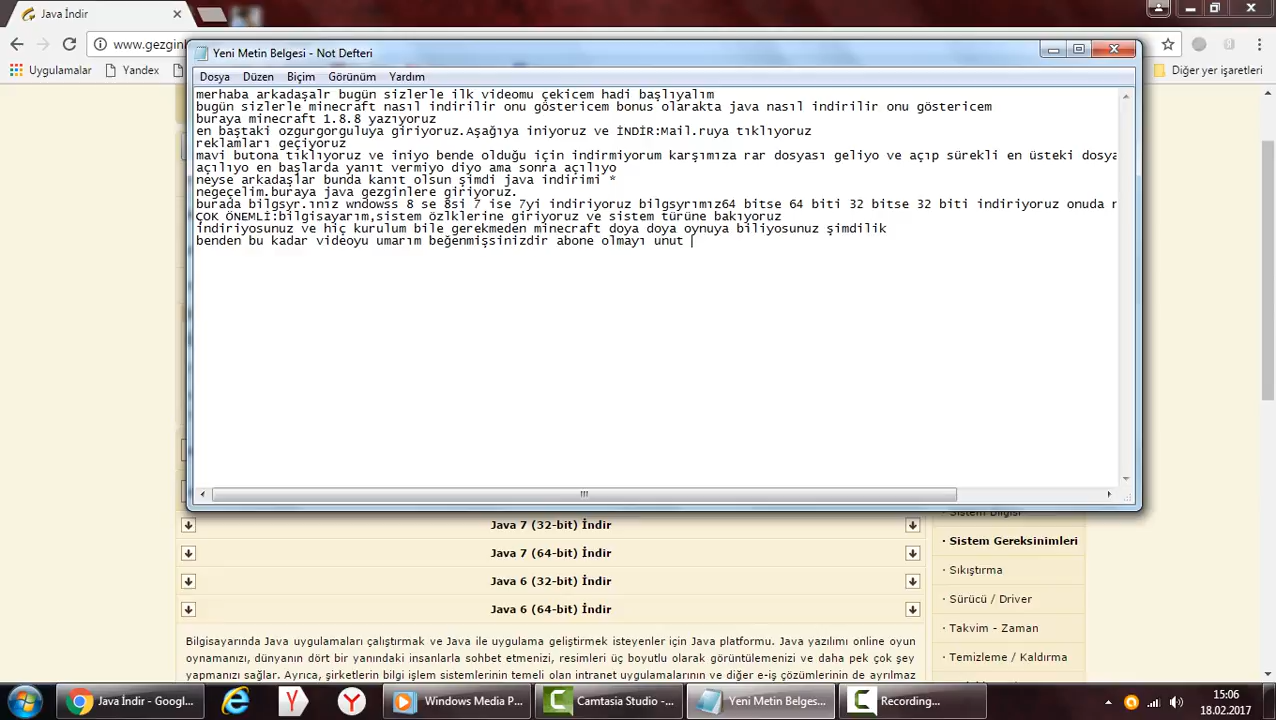 Java İndir
www.gezginl
Uygulamalar
Yandex
Diğer yer işaretleri
Yeni Metin Belgesi - Not Defteri
Dosya Düzen Biçim Görünüm Yardım
merhaba arkadaşalr bugün sizlerle ilk videomu çekicem hadi başlıyalım
bugün sizlerle minecraft nasıl indirilir onu göstericem bonus olarakta java nasıl indirilir onu göstericem
buraya minecraft 1.8.8 yazıyoruz
en baştaki ozgurgorguluya giriyoruz.Aşağıya iniyoruz ve İNDİR:Mail.ruya tıklıyoruz
reklamları geçiyoruz
mavi butona tıklıyoruz ve iniyo bende olduğu için indirmiyorum karşımıza rar dosyası geliyo ve açıp sürekli en üsteki dosya
açılıyo en başlarda yanıt vermiyo diyo ama sonra açılıyo
neyse arkadaşlar bunda kanıt olsun şimdi java indirimi *
negeçelim.buraya java gezginlere giriyoruz.
burada bilgsyr.ınız wndowss 8 se 8si 7 ise 7yi indiriyoruz bilgsyrımız64 bitse 64 biti 32 bitse 32 biti indiriyoruz onuda
ÇOK ÖNEMLİ:bilgisayarım,sistem özlklerine giriyoruz ve sistem türüne bakıyoruz
indiriyosunuz ve hiç kurulum bile gerekmeden minecraft doya doya oynuya biliyosunuz şimdilik
benden bu kadar videoyu umarım beğenmişsinizdir abone olmayı unut
Java 7 (32-bit) İndir
Java 7 (64-bit) İndir
Java 6 (32-bit) İndir
Java 6 (64-bit) İndir
· Sistem Bilgisi
· Sistem Gereksinimleri
· Sıkıştırma
· Sürücü / Driver
· Takvim - Zaman
· Temizleme / Kaldırma
Bilgisayarında Java uygulamaları çalıştırmak ve Java ile uygulama geliştirmek isteyenler için Java platformu. Java yazılımı online oyun
oynamanızı, dünyanın dört bir yanındaki insanlarla sohbet etmenizi, resimleri üç boyutlu olarak görüntülemenizi ve daha pek çok şey
yapmanızı sağlar. Ayrıca, şirketlerin bilgi işlem sistemlerinin temeli olan intranet uygulamalarının ve diğer e-iş çözümlerinin de ayrılmaz
Java İndir - Googl...
Windows Media P...
Camtasia Studio -...
Yeni Metin Belges...
Recording...
15:06
18.02.2017